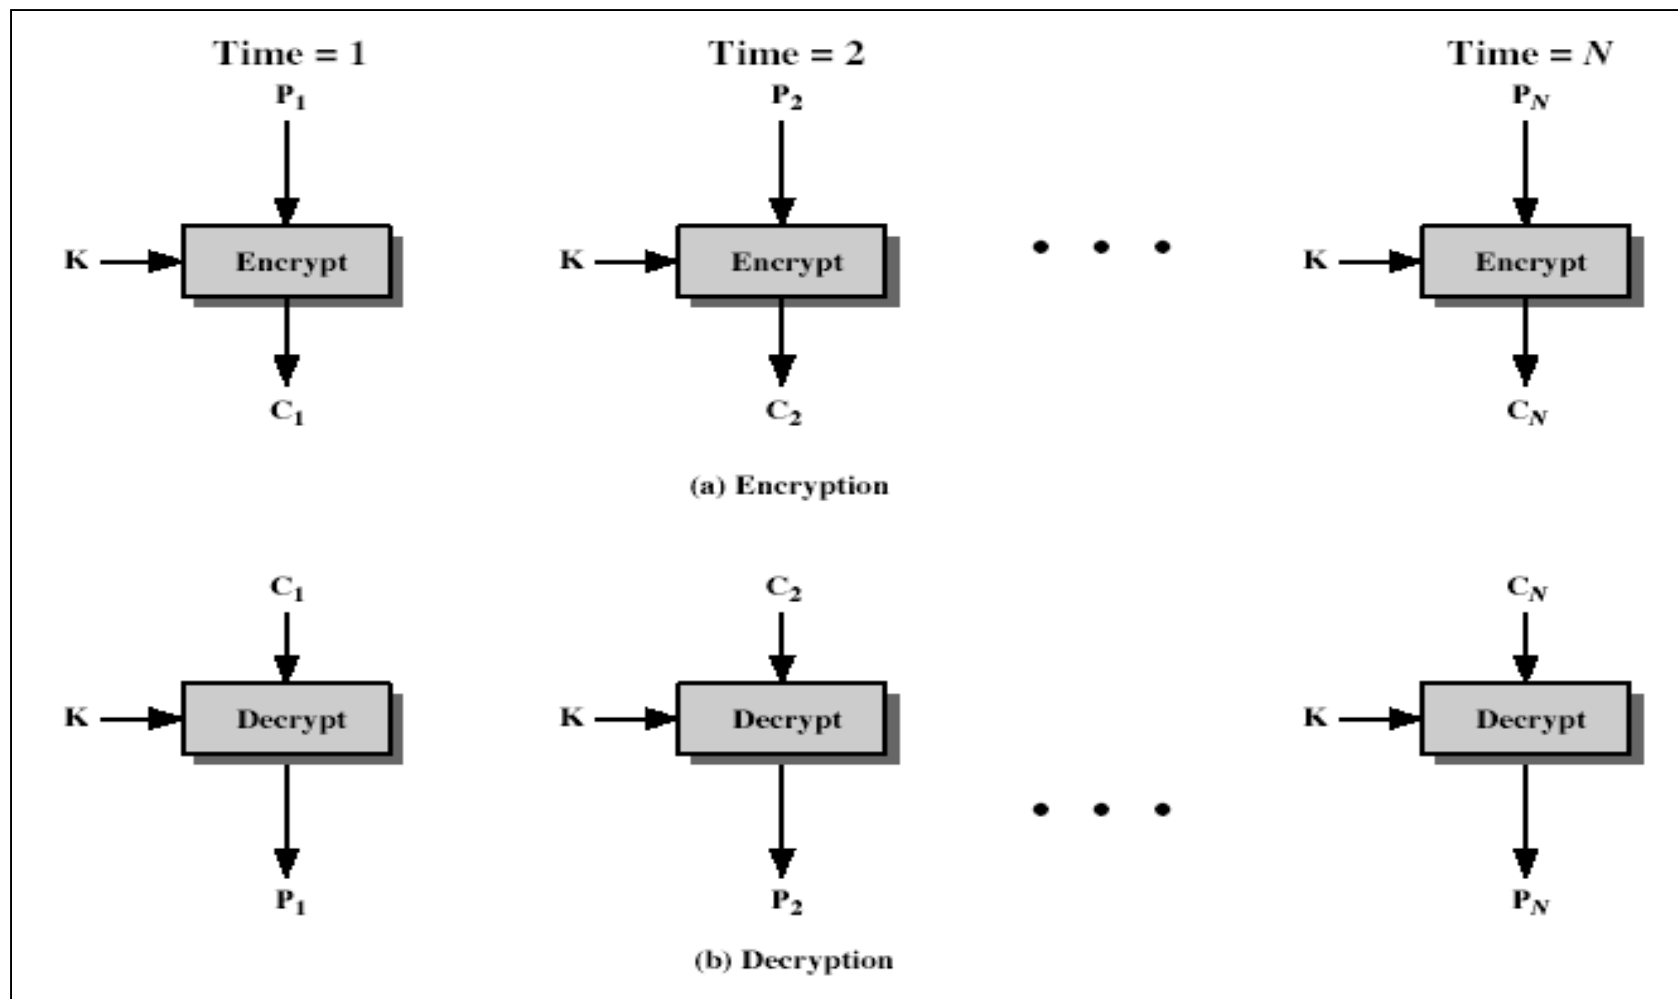 Time = 1 Time = 2 Time = N
P1 P2 PN
K Encrypt K Encrypt K Encrypt
C1 C2 CN
(a) Encryption
C1 C2 CN
K Decrypt K Decrypt K Decrypt
P1 P2 PN
(b) Decryption